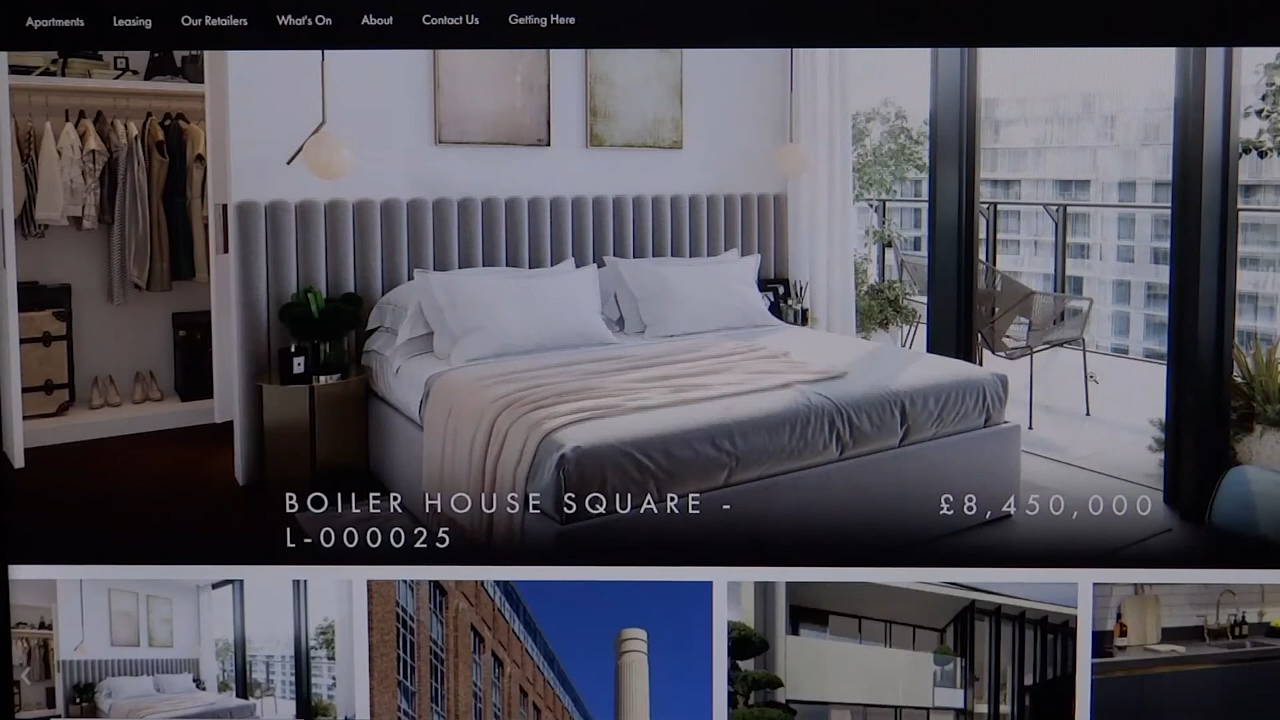 Apartments Leasing Our Retailers What's On About Contact Us Getting Here
BOILER HOUSE SQUARE -
L-000025
£8,450,000